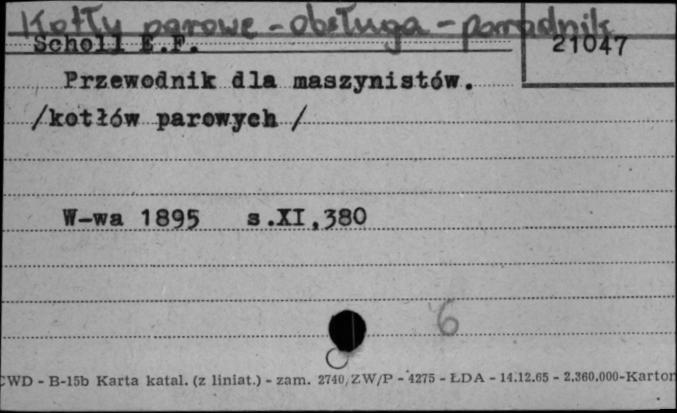 Kotły parowe - obsługa - poradnik
Scholl E.F.
21047
Przewodnik dla maszynistów.
/kotłów parowych /
W-wa 1895 s.XI,380
6
CWD - B-15b Karta katal. (z liniat.) - zam. 2740/ZW/P - 4275 - ŁDA - 14.12.65 - 2.360.000-Karton